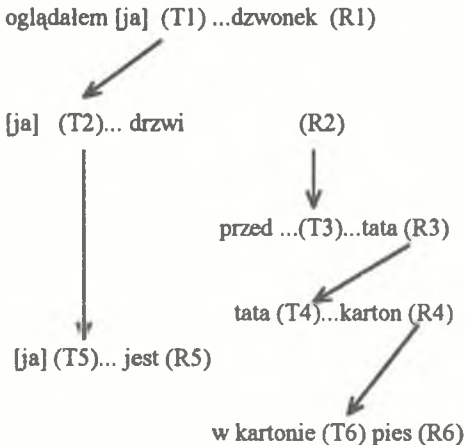 oglądałem [ja] (T1) ...dzwonek (R1)
[ja] (T2)... drzwi (R2)
przed ...(T3)...tata (R3)
tata (T4)...karton (R4)
[ja] (T5)... jest (R5)
w kartonie (T6) pies (R6)